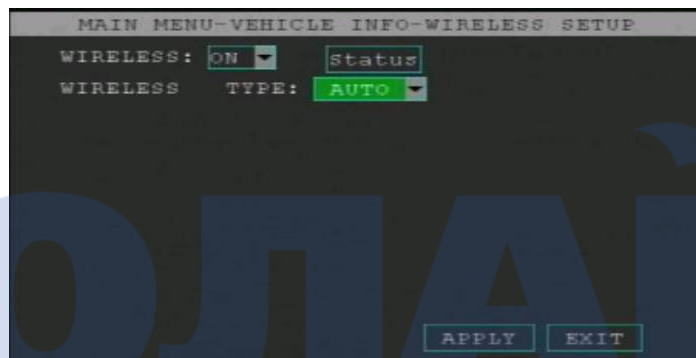 MAIN MENU-VEHICLE INFO-WIRELESS SETUP
WIRELESS: ON Status
WIRELESS TYPE: AUTO
APPLY EXIT